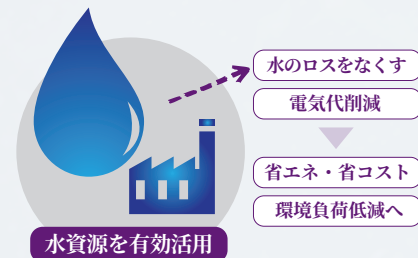 水のロスをなくす
電気代削減
省エネ・省コスト
環境負荷低減へ
水資源を有効活用